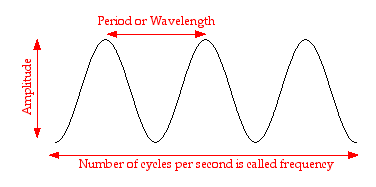 Period or Wavelength
Amplitude
Number of cycles per second is called frequency